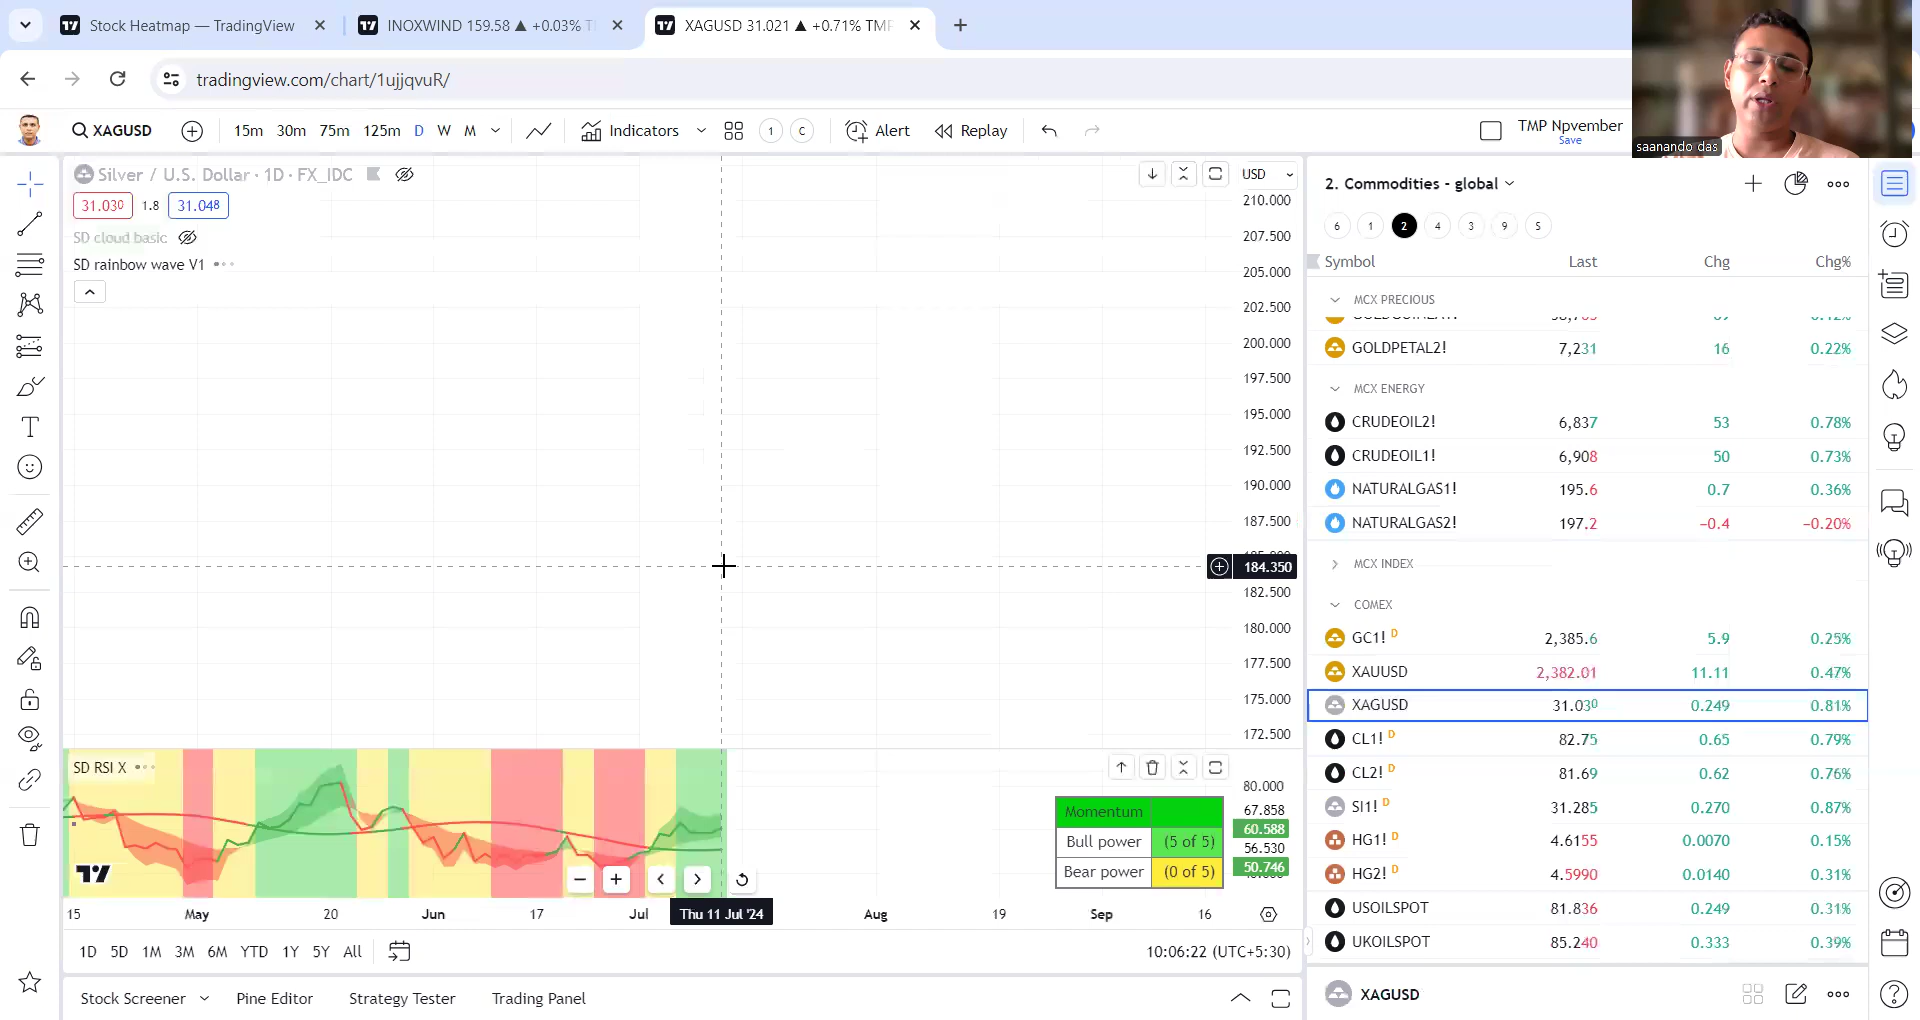 Stock Heatmap — TradingView
INOXWIND 159.58 ▲ +0.03% T
XAGUSD 31.021 ▲ +0.71% TMP
tradingview.com/chart/1ujjqvuR/
XAGUSD
15m 30m 75m 125m D W M
Indicators
1 C
Alert
Replay
TMP Npvember
Save
saanando das
Silver / U.S. Dollar · 1D · FX_IDC
31.030 1.8 31.048
SD cloud basic
SD rainbow wave V1
USD
210.000
207.500
205.000
202.500
200.000
197.500
195.000
192.500
190.000
187.500
184.350
182.500
180.000
177.500
175.000
172.500
SD RSI X
Momentum
Bull power (5 of 5)
Bear power (0 of 5)
80.000
67.858
60.588
56.530
50.746
15 May 20 Jun 17 Jul Thu 11 Jul '24 Aug 19 Sep 16
1D 5D 1M 3M 6M YTD 1Y 5Y All
10:06:22 (UTC+5:30)
Stock Screener Pine Editor Strategy Tester Trading Panel
2. Commodities - global
6 1 2 4 3 9 S
Symbol Last Chg Chg%
MCX PRECIOUS
GOLDPETAL2! 7,231 16 0.22%
MCX ENERGY
CRUDEOIL2! 6,837 53 0.78%
CRUDEOIL1! 6,908 50 0.73%
NATURALGAS1! 195.6 0.7 0.36%
NATURALGAS2! 197.2 −0.4 −0.20%
MCX INDEX
COMEX
GC1! D 2,385.6 5.9 0.25%
XAUUSD 2,382.01 11.11 0.47%
XAGUSD 31.030 0.249 0.81%
CL1! D 82.75 0.65 0.79%
CL2! D 81.69 0.62 0.76%
SI1! D 31.285 0.270 0.87%
HG1! D 4.6155 0.0070 0.15%
HG2! D 4.5990 0.0140 0.31%
USOILSPOT 81.836 0.249 0.31%
UKOILSPOT 85.240 0.333 0.39%
XAGUSD